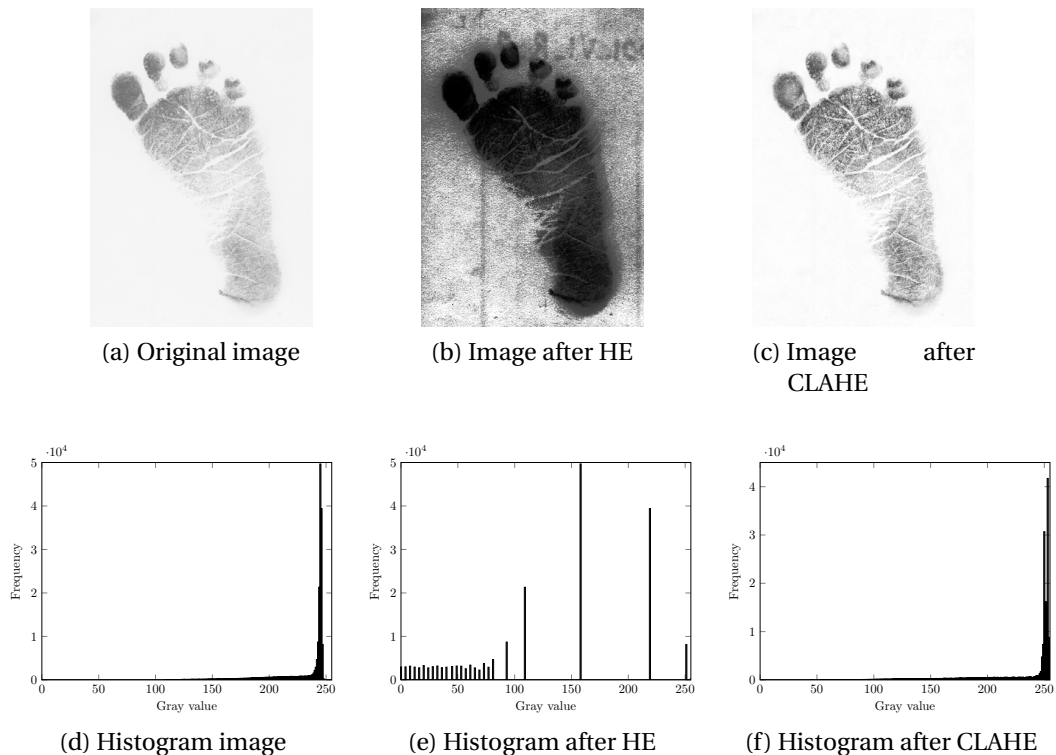 (a) Original image
(b) Image after HE
(c) Image after
CLAHE
·10⁴
5
4
3
2
1
0
0 50 100 150 200 250
Frequency
Gray value
(d) Histogram image
·10⁴
5
4
3
2
1
0
0 50 100 150 200 250
Frequency
Gray value
(e) Histogram after HE
·10⁴
4
3
2
1
0
0 50 100 150 200 250
Frequency
Gray value
(f) Histogram after CLAHE